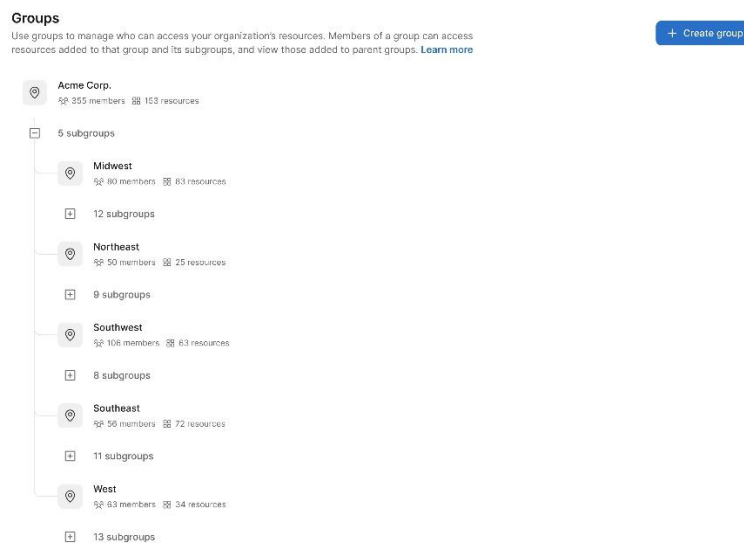 Groups
Use groups to manage who can access your organization's resources. Members of a group can access
resources added to that group and its subgroups, and view those added to parent groups. Learn more
+ Create group
Acme Corp.
355 members 153 resources
5 subgroups
Midwest
80 members 83 resources
12 subgroups
Northeast
50 members 25 resources
9 subgroups
Southwest
106 members 63 resources
8 subgroups
Southeast
56 members 72 resources
11 subgroups
West
63 members 34 resources
13 subgroups